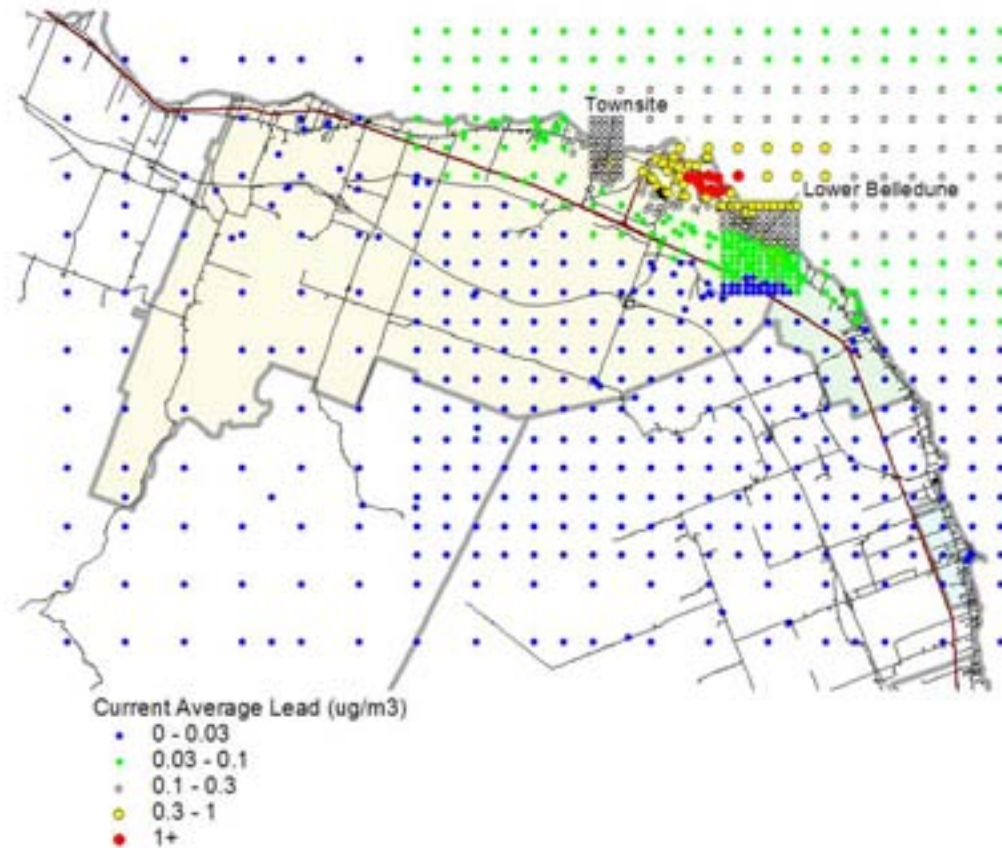 Townsite
Lower Belledune
Current Average Lead (ug/m3)
0 - 0.03
0.03 - 0.1
0.1 - 0.3
0.3 - 1
1+